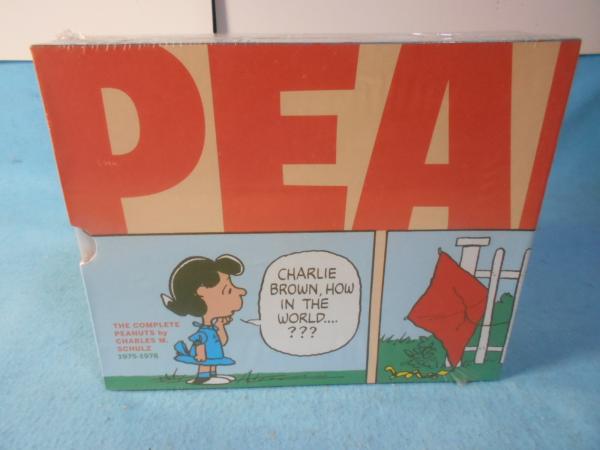 PEA
CHARLIE
BROWN, HOW
IN THE
WORLD....
???
THE COMPLETE
PEANUTS by
CHARLES M.
SCHULZ
1975-1978